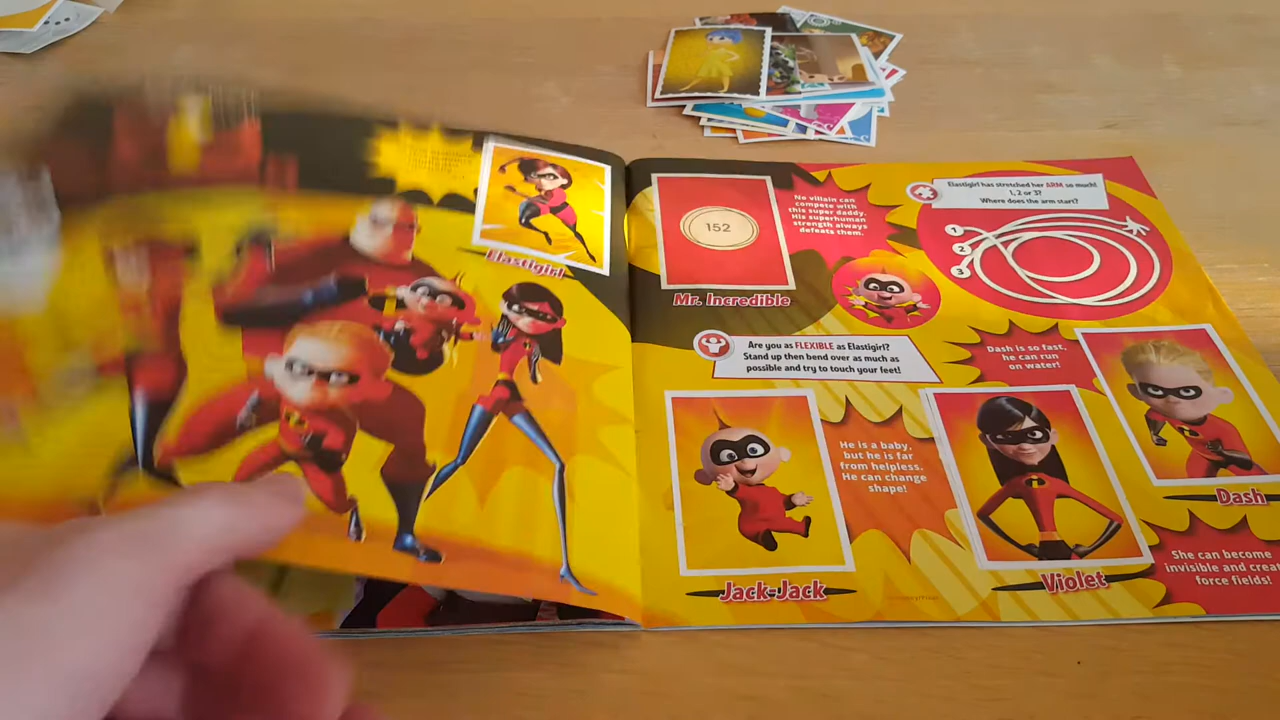 Elastigirl
152
Mr. Incredible
No villain can
compete with
this super daddy.
His superhuman
strength always
defeats them.
Elastigirl has stretched her ARM so much!
1, 2 or 3?
Where does the arm start?
1
2
3
Are you as FLEXIBLE as Elastigirl?
Stand up then bend over as much as
possible and try to touch your feet!
Dash is so fast,
he can run
on water!
Dash
He is a baby,
but he is far
from helpless.
He can change
shape!
Jack-Jack
Violet
She can become
invisible and creat
force fields!